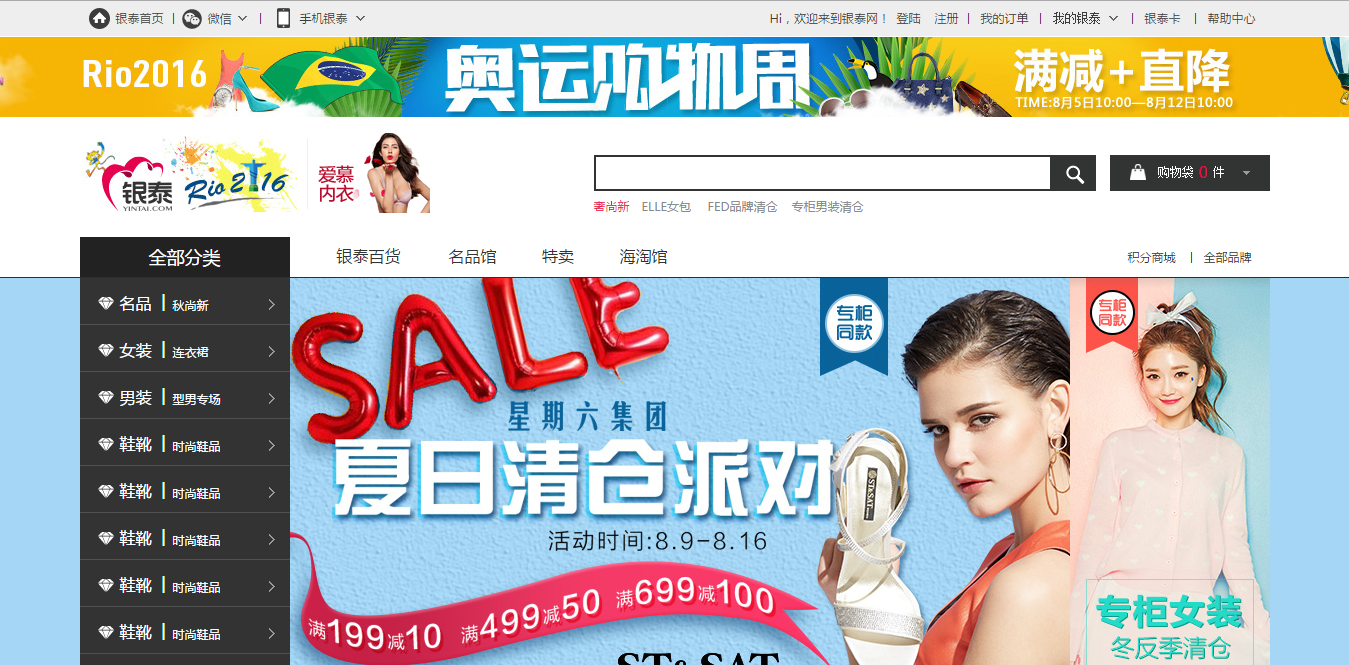 银泰首页 | 微信 | 手机银泰
Hi，欢迎来到银泰网！ 登陆 注册 | 我的订单 | 我的银泰 | 银泰卡 | 帮助中心
Rio2016
奥运购物周
满减+直降
TIME:8月5日10:00—8月12日10:00
银泰
YINTAI.COM
Rio 2016
爱慕
内衣
购物袋 0 件
奢尚新 ELLE女包 FED品牌清仓 专柜男装清仓
全部分类
银泰百货 名品馆 特卖 海淘馆
积分商城 | 全部品牌
名品 | 秋尚新
女装 | 连衣裙
男装 | 型男专场
鞋靴 | 时尚鞋品
鞋靴 | 时尚鞋品
鞋靴 | 时尚鞋品
鞋靴 | 时尚鞋品
鞋靴 | 时尚鞋品
SALE
星期六集团
夏日清仓派对
活动时间:8.9-8.16
满199减10 满499减50 满699减100
ST&SAT
专柜
同款
ST&SAT
专柜
同款
专柜女装
冬反季清仓